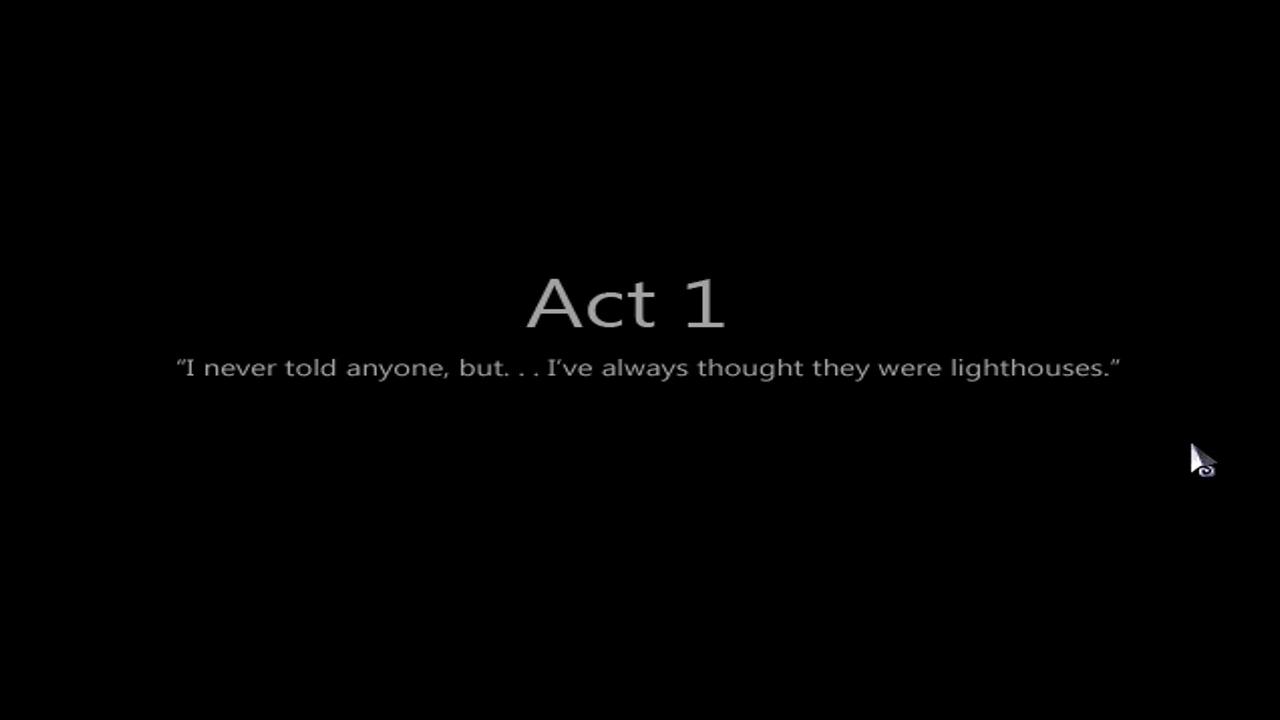 Act 1
“I never told anyone, but. . . I’ve always thought they were lighthouses.”